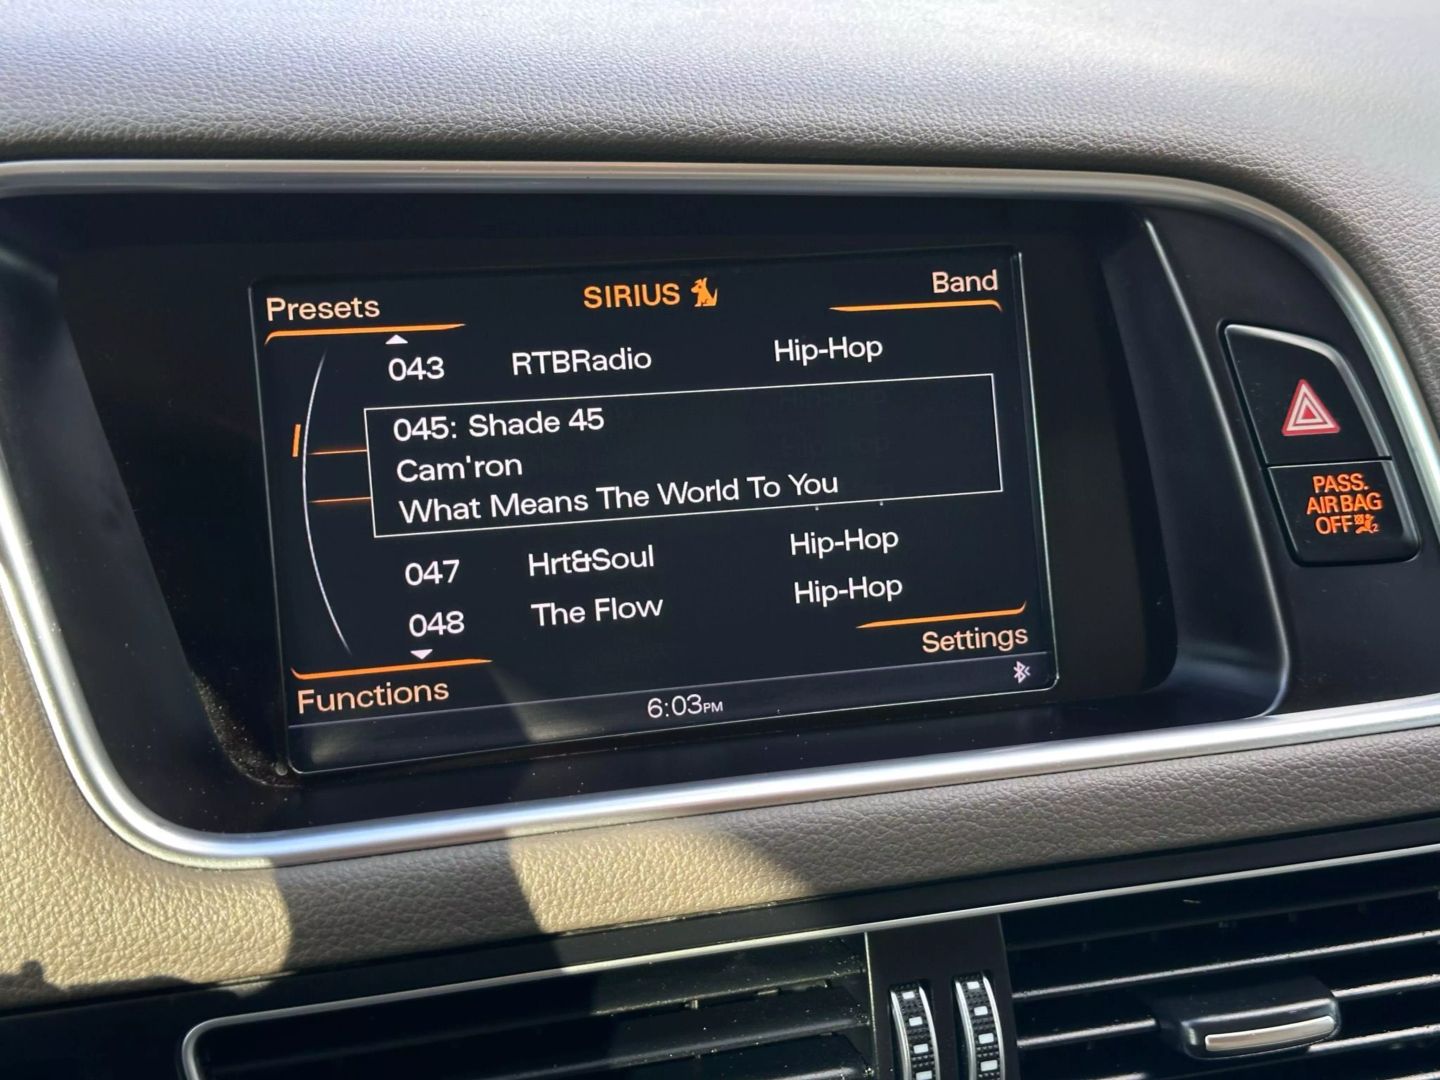 Presets SIRIUS Band
043 RTBRadio Hip-Hop
045: Shade 45
Cam'ron
What Means The World To You
047 Hrt&Soul Hip-Hop
048 The Flow Hip-Hop
Functions Settings
6:03PM
PASS.
AIRBAG
OFF